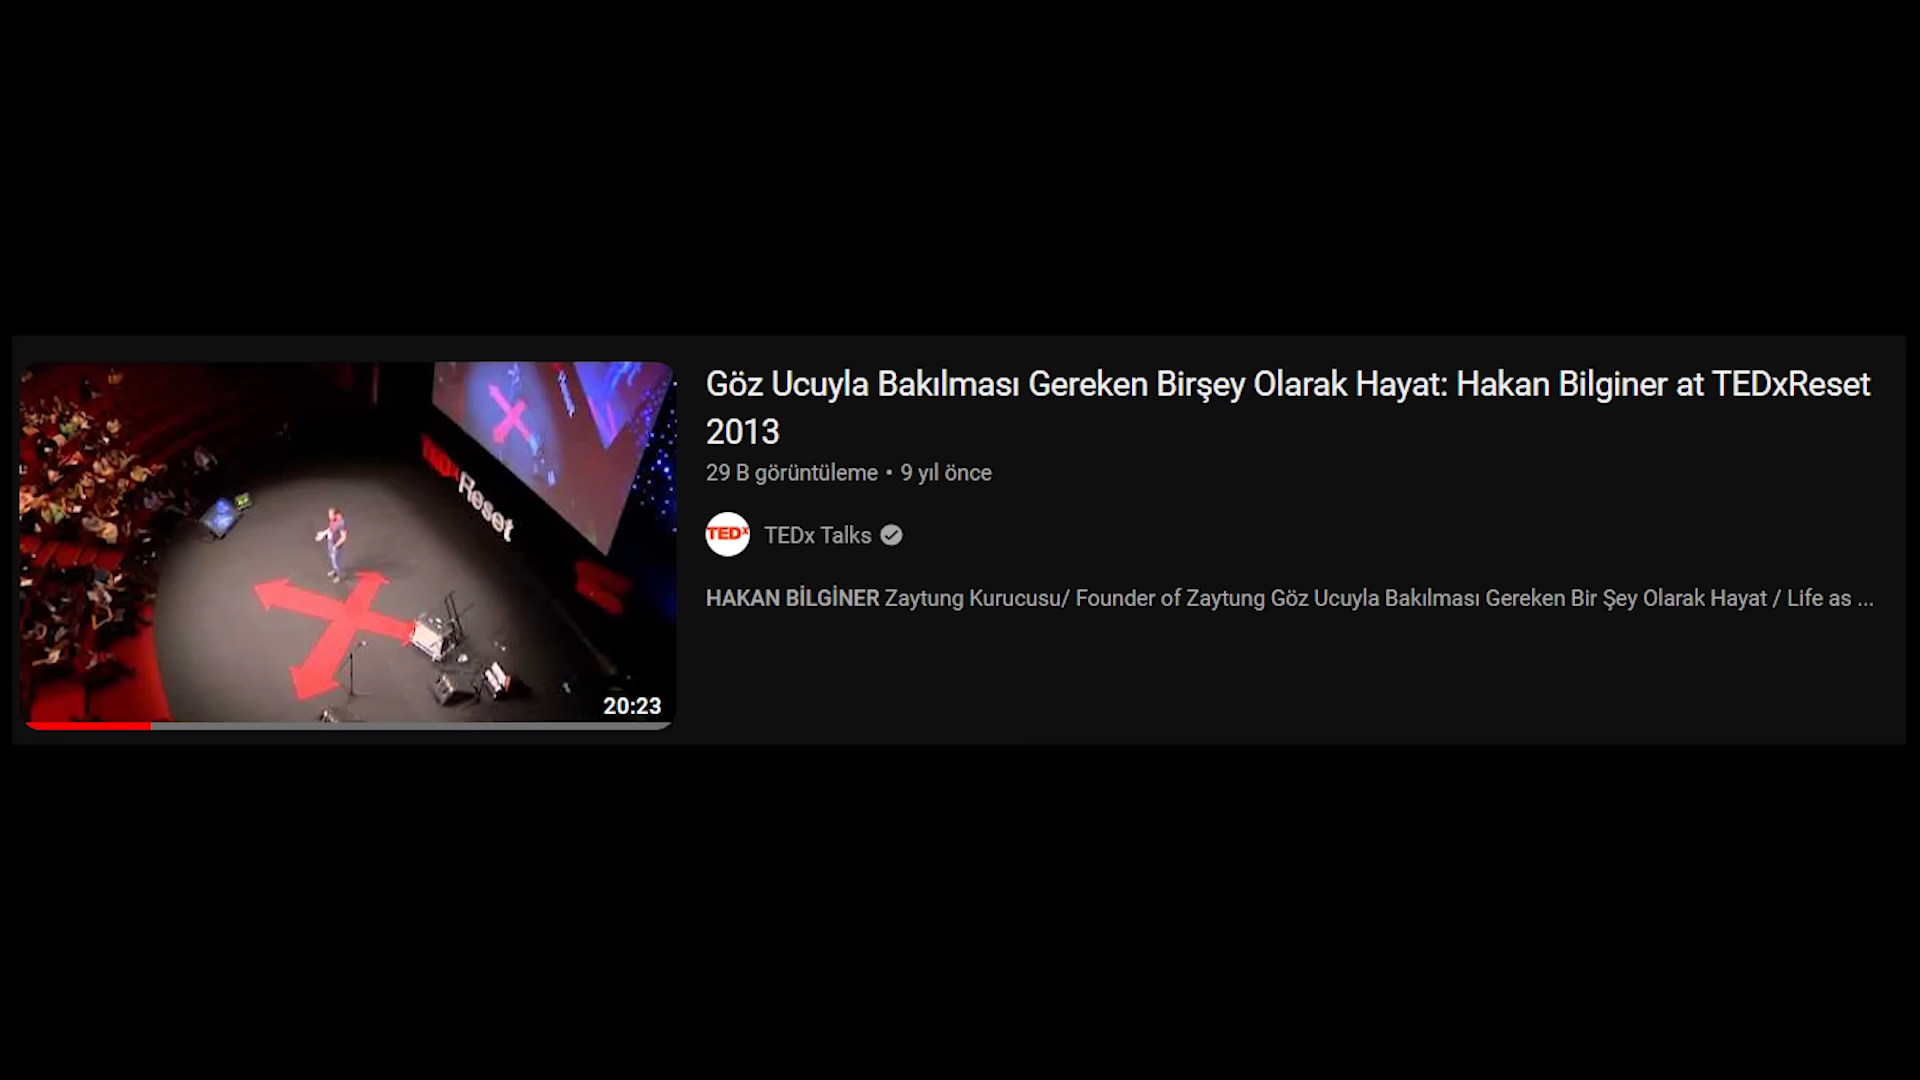 TEDx
Reset
20:23
Göz Ucuyla Bakılması Gereken Birşey Olarak Hayat: Hakan Bilginer at TEDxReset
2013
29 B görüntüleme • 9 yıl önce
TEDx
TEDx Talks
HAKAN BİLGİNER Zaytung Kurucusu/ Founder of Zaytung Göz Ucuyla Bakılması Gereken Bir Şey Olarak Hayat / Life as ...